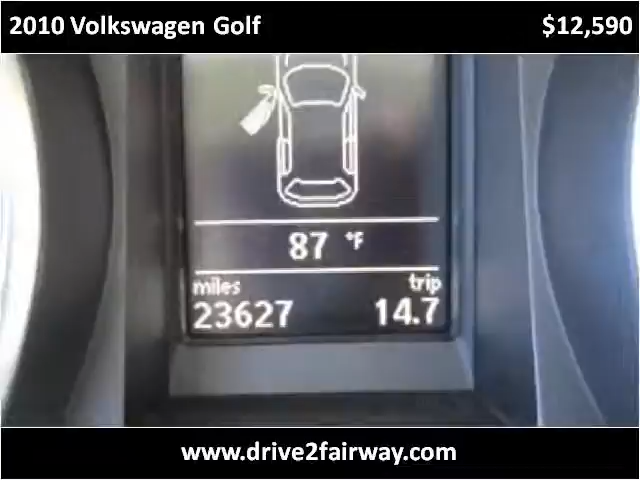 2010 Volkswagen Golf $12,590
87 °F
miles trip
23627 14.7
www.drive2fairway.com